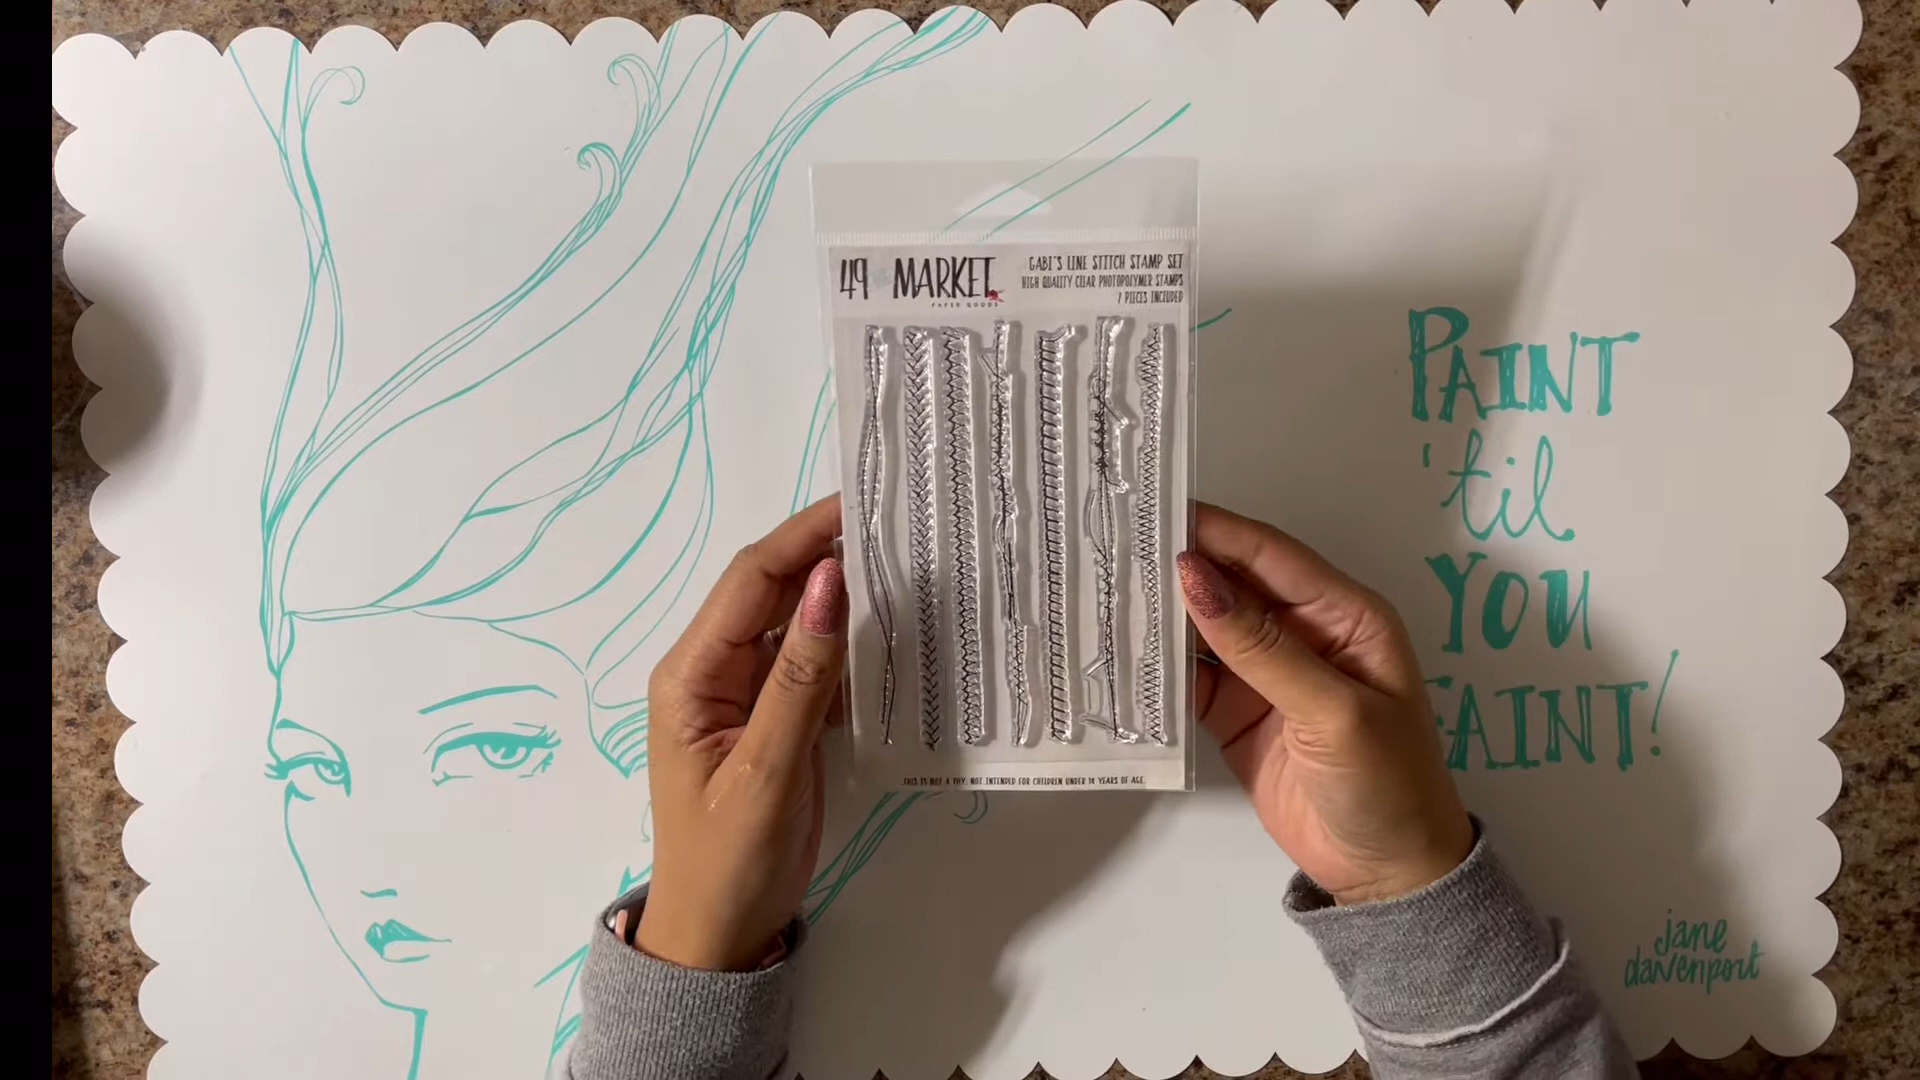 49 MARKET
PAPER GOODS
GABI'S LINE STITCH STAMP SET
HIGH QUALITY CLEAR PHOTOPOLYMER STAMPS
7 PIECES INCLUDED
THIS IS NOT A TOY. NOT INTENDED FOR CHILDREN UNDER 14 YEARS OF AGE.
PAINT
'til
YOU
FAINT!
jane
davenport